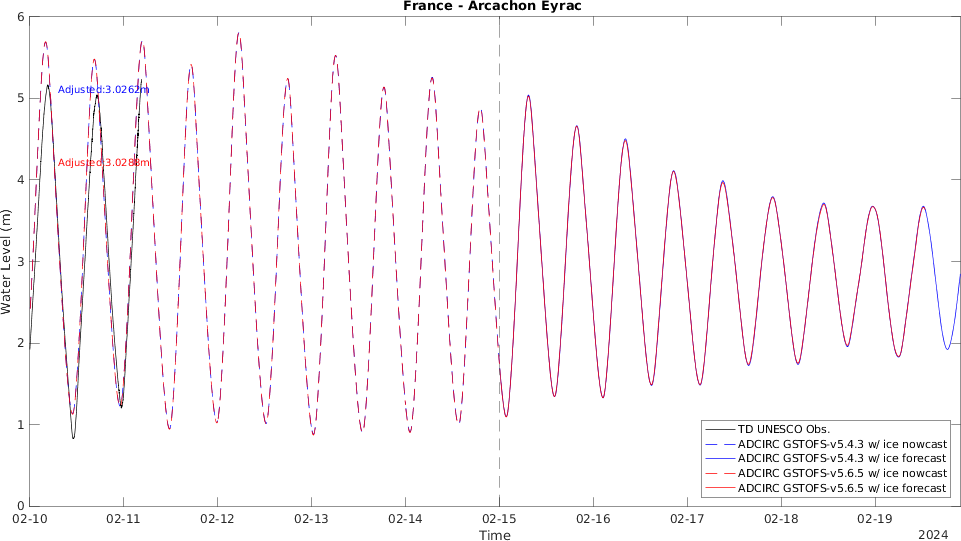 France - Arcachon Eyrac
6
5
4
3
2
1
0
Water Level (m)
Adjusted:3.0262m
Adjusted:3.0288m
TD UNESCO Obs.
ADCIRC GSTOFS-v5.4.3 w/ ice nowcast
ADCIRC GSTOFS-v5.4.3 w/ ice forecast
ADCIRC GSTOFS-v5.6.5 w/ ice nowcast
ADCIRC GSTOFS-v5.6.5 w/ ice forecast
02-10 02-11 02-12 02-13 02-14 02-15 02-16 02-17 02-18 02-19
Time
2024